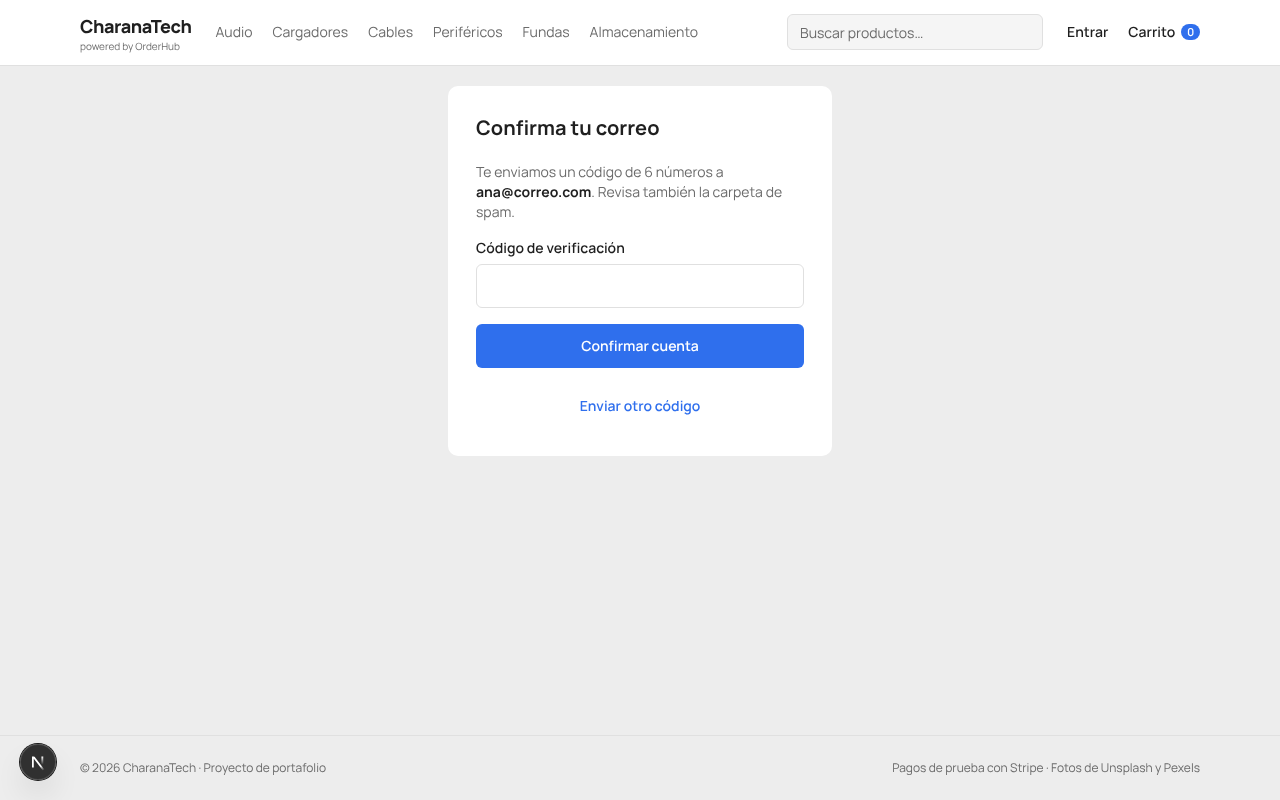 CharanaTech
powered by OrderHub
Audio Cargadores Cables Periféricos Fundas Almacenamiento
Buscar productos…
Entrar Carrito 0
Confirma tu correo
Te enviamos un código de 6 números a
ana@correo.com. Revisa también la carpeta de
spam.
Código de verificación
Confirmar cuenta
Enviar otro código
N
© 2026 CharanaTech · Proyecto de portafolio
Pagos de prueba con Stripe · Fotos de Unsplash y Pexels